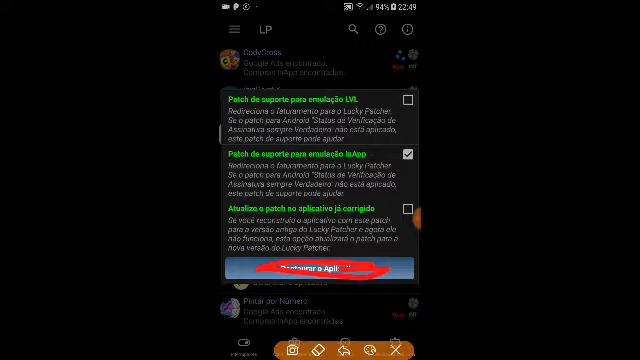 94% 22:49
LP
CodyCross
Google Ads encontrado.
Compras InApp encontradas.
Patch de suporte para emulação LVL
Redireciona o faturamento para o Lucky Patcher.
Se o patch para Android "Status de Verificação de
Assinatura sempre Verdadeiro" não está aplicado,
este patch de suporte pode ajudar.
Patch de suporte para emulação InApp
Redireciona o faturamento para o Lucky Patcher.
Se o patch para Android "Status de Verificação de
Assinatura sempre Verdadeiro" não está aplicado,
este patch de suporte pode ajudar.
Atualize o patch no aplicativo já corrigido
Se você reconstruiu o aplicativo com este patch
para a versão antiga do Lucky Patcher e agora ele
não funciona, esta opção atualizará o patch para a
nova versão do Lucky Patcher.
o
Pintar por Número
Google Ads encontrado.
Compras InApp encontradas
INT
Interruptores